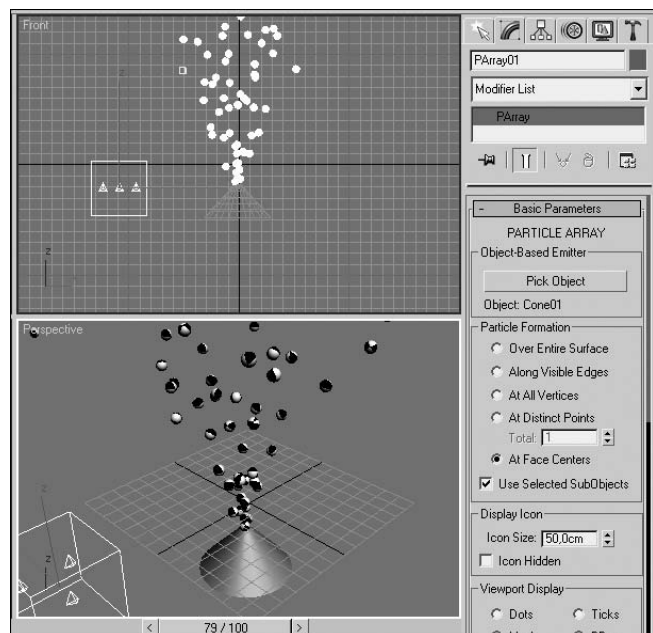 Front
z
z
Perspective
z
z
< 79 / 100 >
PArray01
Modifier List
PArray
- Basic Parameters
PARTICLE ARRAY
Object-Based Emitter
Pick Object
Object: Cone01
Particle Formation
Over Entire Surface
Along Visible Edges
At All Vertices
At Distinct Points
Total: 1
At Face Centers
Use Selected SubObjects
Display Icon
Icon Size: 50,0cm
Icon Hidden
Viewport Display
Dots Ticks